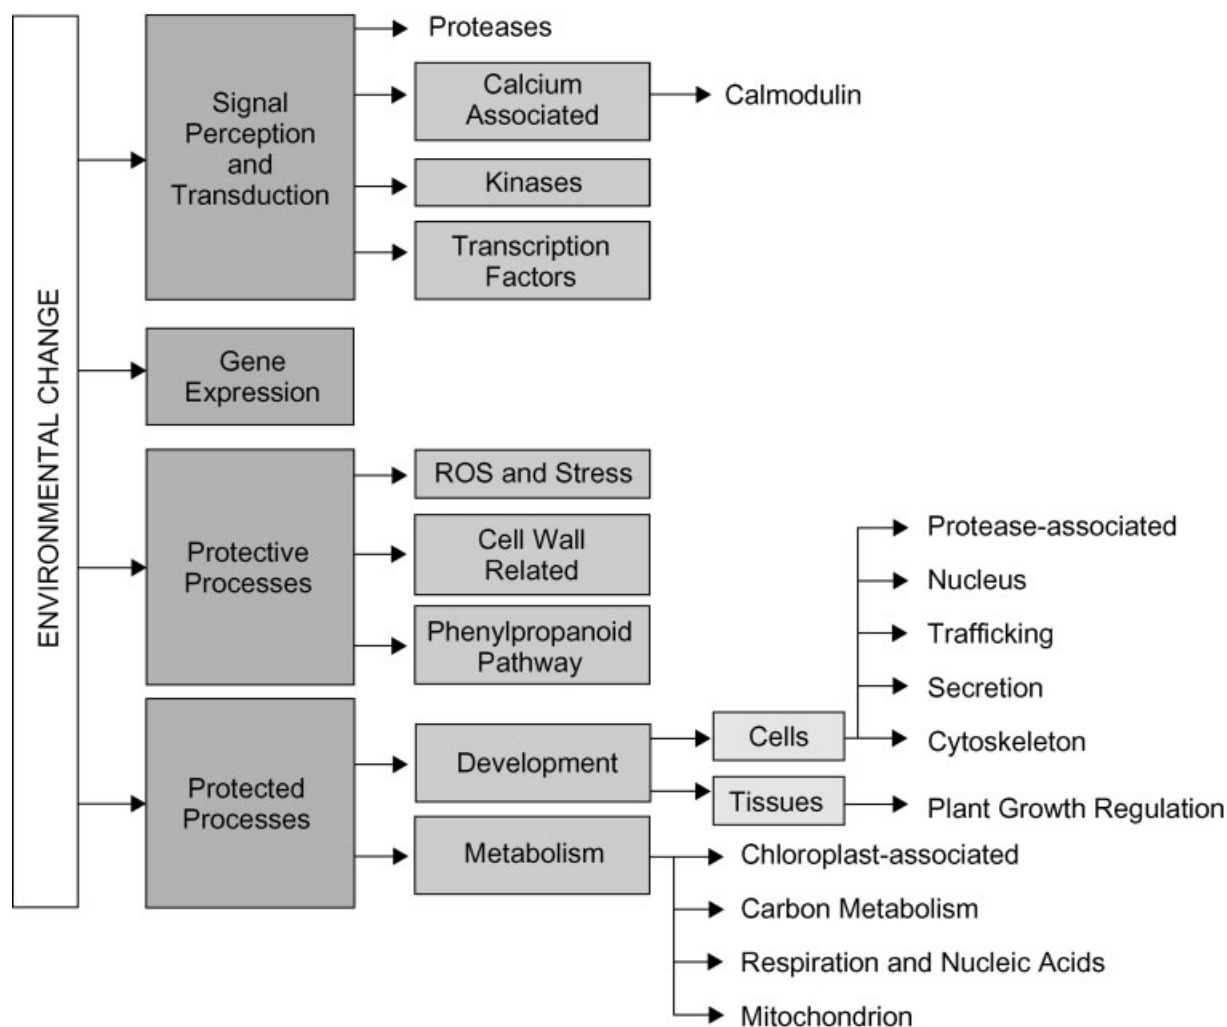 ENVIRONMENTAL CHANGE
Signal
Perception
and
Transduction
Proteases
Calcium
Associated
Calmodulin
Kinases
Transcription
Factors
Gene
Expression
Protective
Processes
ROS and Stress
Cell Wall
Related
Phenylpropanoid
Pathway
Protected
Processes
Development
Cells
Protease-associated
Nucleus
Trafficking
Secretion
Cytoskeleton
Tissues
Plant Growth Regulation
Metabolism
Chloroplast-associated
Carbon Metabolism
Respiration and Nucleic Acids
Mitochondrion